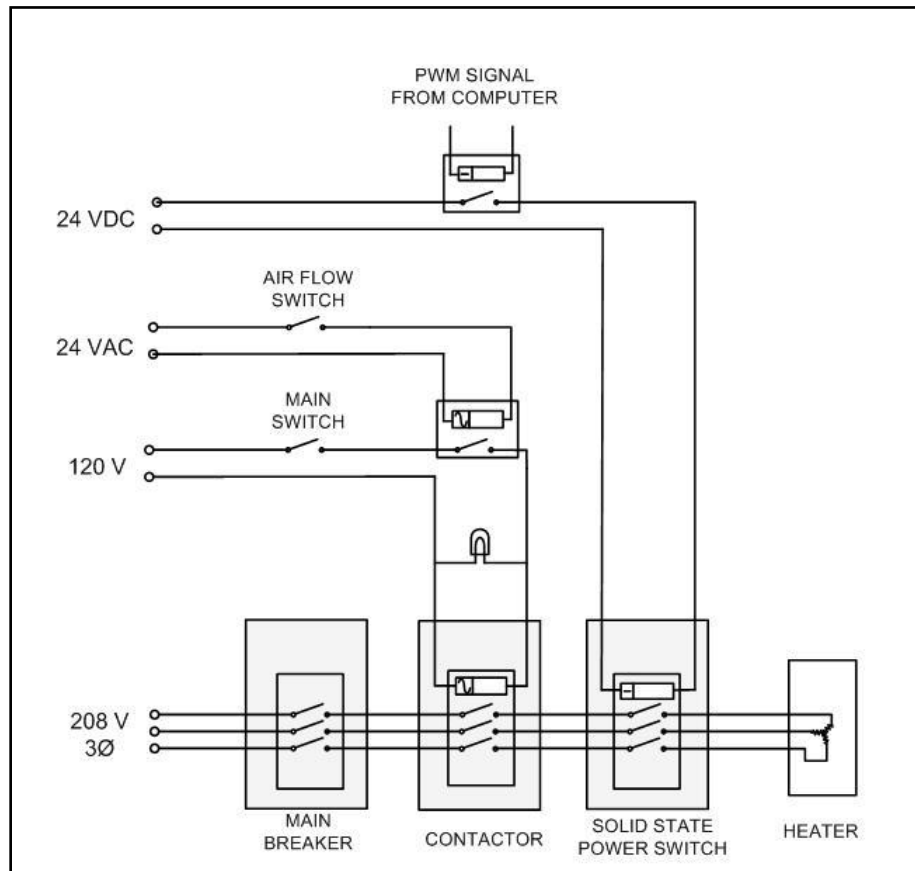 PWM SIGNAL
FROM COMPUTER
24 VDC
AIR FLOW
SWITCH
24 VAC
MAIN
SWITCH
120 V
208 V
3Ø
MAIN
BREAKER
CONTACTOR
SOLID STATE
POWER SWITCH
HEATER